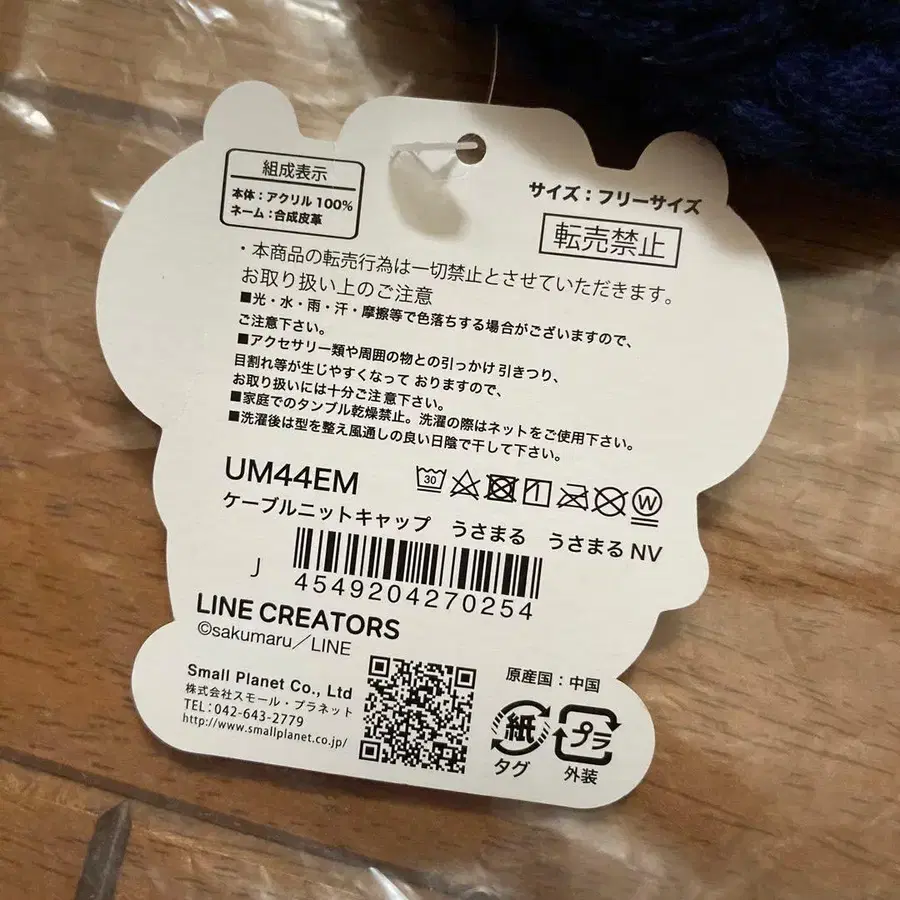 組成表示
本体：アクリル 100%
ネーム：合成皮革
サイズ：フリーサイズ
転売禁止
・本商品の転売行為は一切禁止とさせていただきます。
お取り扱い上のご注意
■光・水・雨・汗・摩擦等で色落ちする場合がございますので、
ご注意下さい。
■アクセサリー類や周囲の物との引っかけ 引きつり、
目割れ等が生じやすくなって おりますので、
お取り扱いには十分ご注 意下さい。
■家庭でのタンブル乾燥禁止。洗濯の際はネットをご使用下さい。
■洗濯後は型を整え風通しの良い日陰で干して下さい。
UM44EM
30
W
ケーブルニットキャップ うさまる うさまる NV
J
4549204270254
LINE CREATORS
©sakumaru／LINE
Small Planet Co., Ltd
株式会社スモール・プラネット
TEL：042-643-2779
http://www.smallplanet.co.jp/
原産国：中国
紙
タグ
プラ
外装